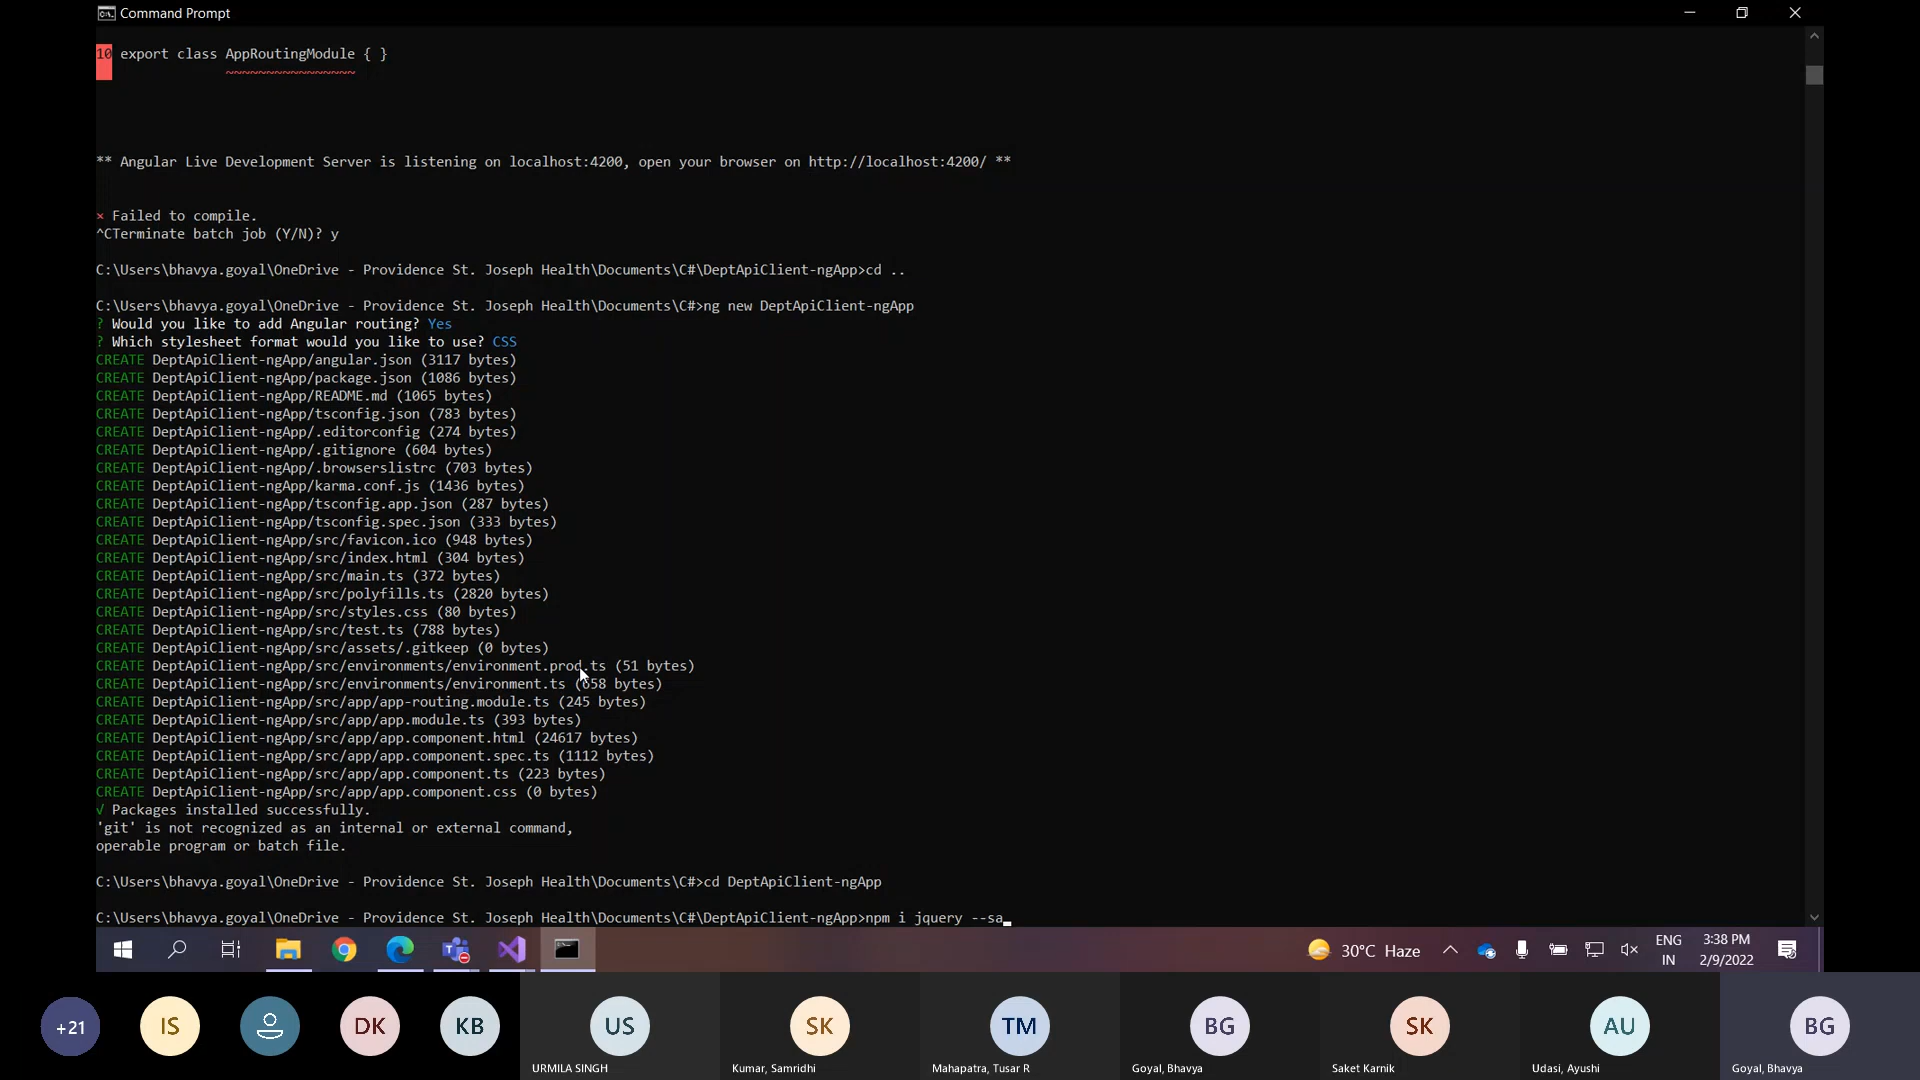 Command Prompt
10 export class AppRoutingModule { }
~~~~~~~~~~~~~~~~
** Angular Live Development Server is listening on localhost:4200, open your browser on http://localhost:4200/ **
× Failed to compile.
^CTerminate batch job (Y/N)? y
C:\Users\bhavya.goyal\OneDrive - Providence St. Joseph Health\Documents\C#\DeptApiClient-ngApp>cd ..
C:\Users\bhavya.goyal\OneDrive - Providence St. Joseph Health\Documents\C#>ng new DeptApiClient-ngApp
? Would you like to add Angular routing? Yes
? Which stylesheet format would you like to use? CSS
CREATE DeptApiClient-ngApp/angular.json (3117 bytes)
CREATE DeptApiClient-ngApp/package.json (1086 bytes)
CREATE DeptApiClient-ngApp/README.md (1065 bytes)
CREATE DeptApiClient-ngApp/tsconfig.json (783 bytes)
CREATE DeptApiClient-ngApp/.editorconfig (274 bytes)
CREATE DeptApiClient-ngApp/.gitignore (604 bytes)
CREATE DeptApiClient-ngApp/.browserslistrc (703 bytes)
CREATE DeptApiClient-ngApp/karma.conf.js (1436 bytes)
CREATE DeptApiClient-ngApp/tsconfig.app.json (287 bytes)
CREATE DeptApiClient-ngApp/tsconfig.spec.json (333 bytes)
CREATE DeptApiClient-ngApp/src/favicon.ico (948 bytes)
CREATE DeptApiClient-ngApp/src/index.html (304 bytes)
CREATE DeptApiClient-ngApp/src/main.ts (372 bytes)
CREATE DeptApiClient-ngApp/src/polyfills.ts (2820 bytes)
CREATE DeptApiClient-ngApp/src/styles.css (80 bytes)
CREATE DeptApiClient-ngApp/src/test.ts (788 bytes)
CREATE DeptApiClient-ngApp/src/assets/.gitkeep (0 bytes)
CREATE DeptApiClient-ngApp/src/environments/environment.prod.ts (51 bytes)
CREATE DeptApiClient-ngApp/src/environments/environment.ts (658 bytes)
CREATE DeptApiClient-ngApp/src/app/app-routing.module.ts (245 bytes)
CREATE DeptApiClient-ngApp/src/app/app.module.ts (393 bytes)
CREATE DeptApiClient-ngApp/src/app/app.component.html (24617 bytes)
CREATE DeptApiClient-ngApp/src/app/app.component.spec.ts (1112 bytes)
CREATE DeptApiClient-ngApp/src/app/app.component.ts (223 bytes)
CREATE DeptApiClient-ngApp/src/app/app.component.css (0 bytes)
√ Packages installed successfully.
'git' is not recognized as an internal or external command,
operable program or batch file.
C:\Users\bhavya.goyal\OneDrive - Providence St. Joseph Health\Documents\C#>cd DeptApiClient-ngApp
C:\Users\bhavya.goyal\OneDrive - Providence St. Joseph Health\Documents\C#\DeptApiClient-ngApp>npm i jquery --sa
30°C Haze
ENG
IN
3:38 PM
2/9/2022
+21
IS
DK
KB
US
SK
TM
BG
SK
AU
BG
URMILA SINGH
Kumar, Samridhi
Mahapatra, Tusar R
Goyal, Bhavya
Saket Karnik
Udasi, Ayushi
Goyal, Bhavya